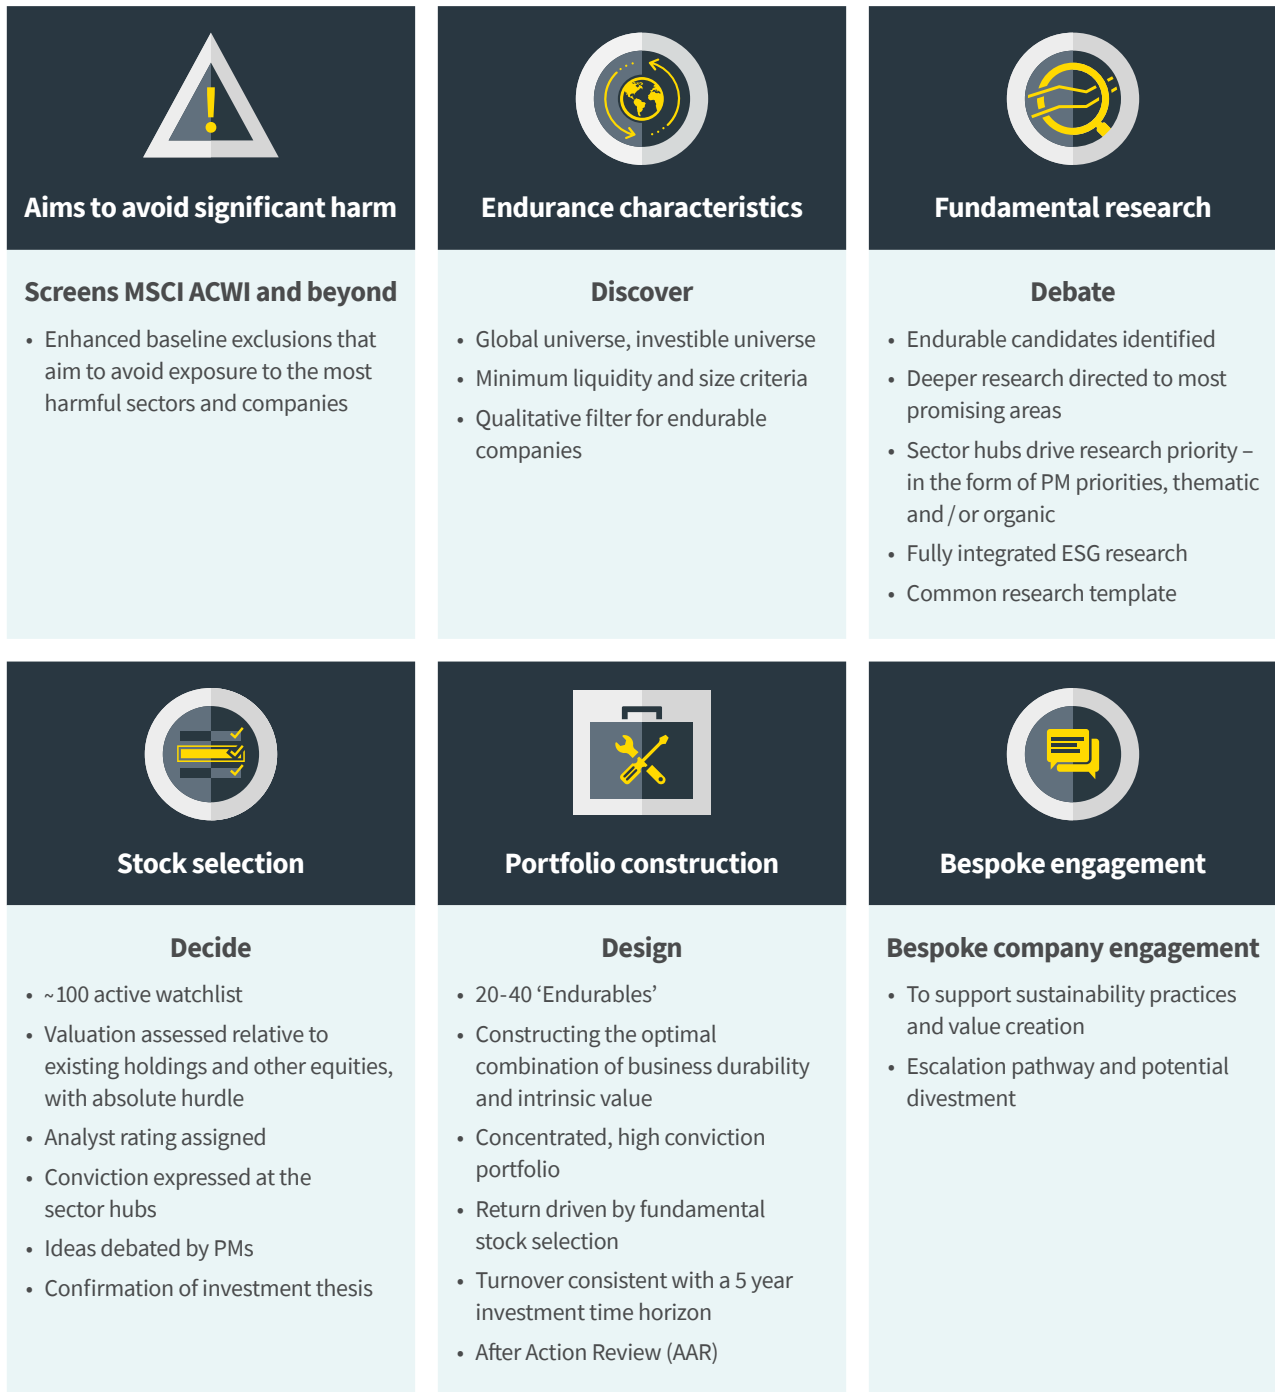 Aims to avoid significant harm
Screens MSCI ACWI and beyond
• Enhanced baseline exclusions that
aim to avoid exposure to the most
harmful sectors and companies
Endurance characteristics
Discover
• Global universe, investible universe
• Minimum liquidity and size criteria
• Qualitative filter for endurable
companies
Fundamental research
Debate
• Endurable candidates identified
• Deeper research directed to most
promising areas
• Sector hubs drive research priority –
in the form of PM priorities, thematic
and / or organic
• Fully integrated ESG research
• Common research template
Stock selection
Decide
• ~100 active watchlist
• Valuation assessed relative to
existing holdings and other equities,
with absolute hurdle
• Analyst rating assigned
• Conviction expressed at the
sector hubs
• Ideas debated by PMs
• Confirmation of investment thesis
Portfolio construction
Design
• 20-40 ‘Endurables’
• Constructing the optimal
combination of business durability
and intrinsic value
• Concentrated, high conviction
portfolio
• Return driven by fundamental
stock selection
• Turnover consistent with a 5 year
investment time horizon
• After Action Review (AAR)
Bespoke engagement
Bespoke company engagement
• To support sustainability practices
and value creation
• Escalation pathway and potential
divestment